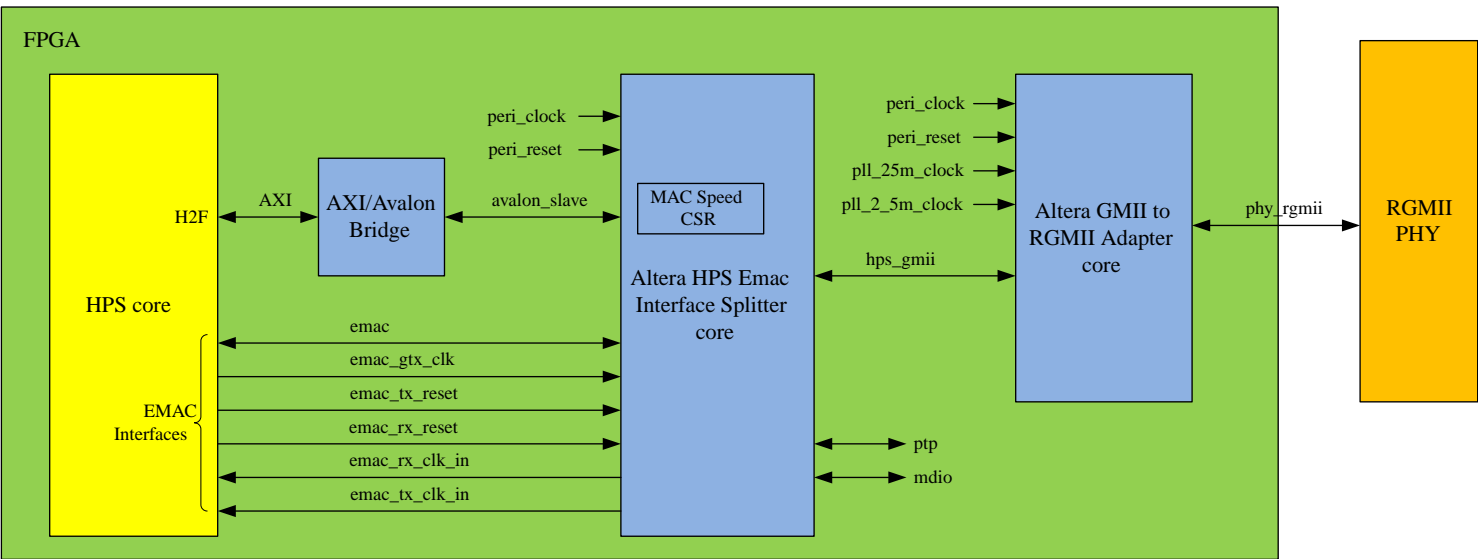 FPGA
HPS core
H2F
AXI
AXI/Avalon
Bridge
avalon_slave
peri_clock
peri_reset
MAC Speed
CSR
Altera HPS Emac
Interface Splitter
core
EMAC
Interfaces
emac
emac_gtx_clk
emac_tx_reset
emac_rx_reset
emac_rx_clk_in
emac_tx_clk_in
peri_clock
peri_reset
pll_25m_clock
pll_2_5m_clock
hps_gmii
ptp
mdio
Altera GMII to
RGMII Adapter
core
phy_rgmii
RGMII
PHY